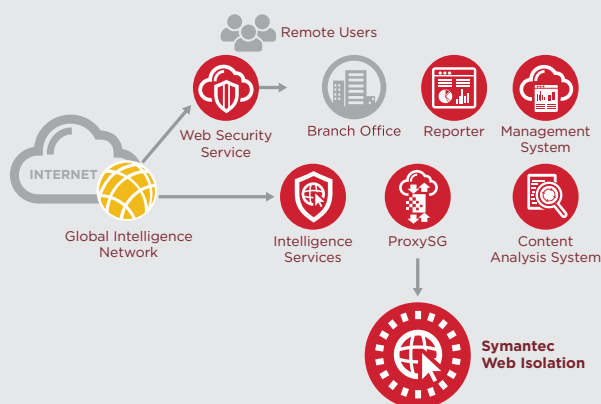 Remote Users
Web Security
Service
Branch Office
Reporter
Management
System
INTERNET
Global Intelligence
Network
Intelligence
Services
ProxySG
Content
Analysis System
Symantec
Web Isolation